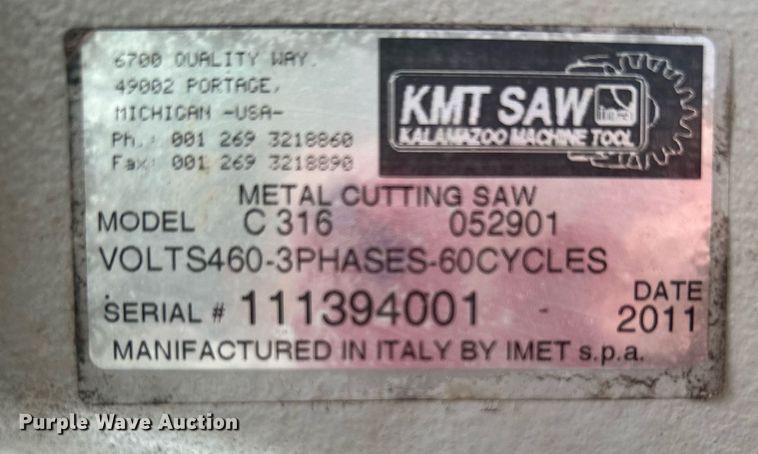 6700 QUALITY WAY.
49002 PORTAGE,
MICHIGAN -USA-
Ph.: 001 269 3218860
Fax: 001 269 3218890
KMT SAW
KALAMAZOO MACHINE TOOL
METAL CUTTING SAW
MODEL C 316 052901
VOLTS460-3PHASES-60CYCLES
SERIAL # 111394001 -
DATE
2011
MANIFACTURED IN ITALY BY IMET s.p.a.
Purple Wave Auction